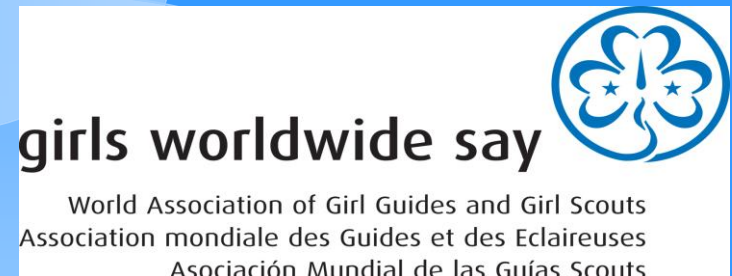 girls worldwide say
World Association of Girl Guides and Girl Scouts
Association mondiale des Guides et des Eclaireuses
Asociación Mundial de las Guías Scouts